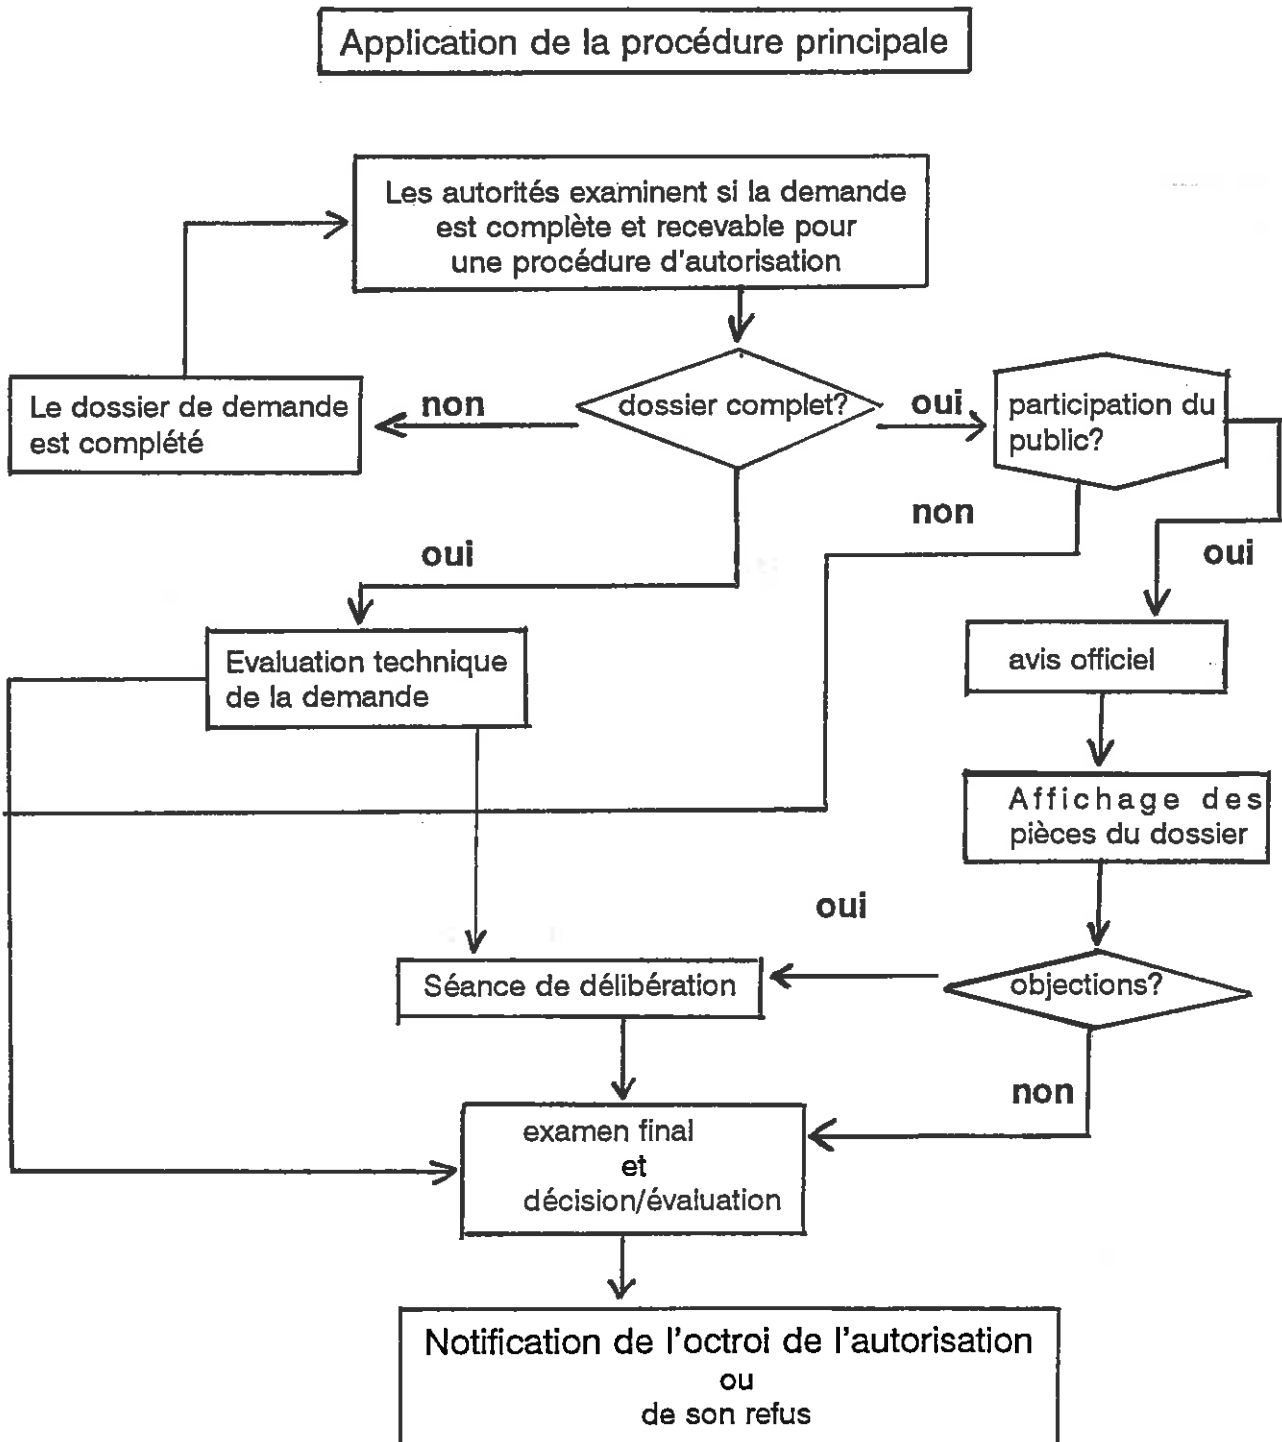 Application de la procédure principale
Les autorités examinent si la demande
est complète et recevable pour
une procédure d'autorisation
Le dossier de demande
est complété
non
dossier complet?
oui
participation du
public?
non
oui
oui
Evaluation technique
de la demande
avis officiel
Affichage des
pièces du dossier
oui
Séance de délibération
objections?
non
examen final
et
décision/évaluation
Notification de l'octroi de l'autorisation
ou
de son refus